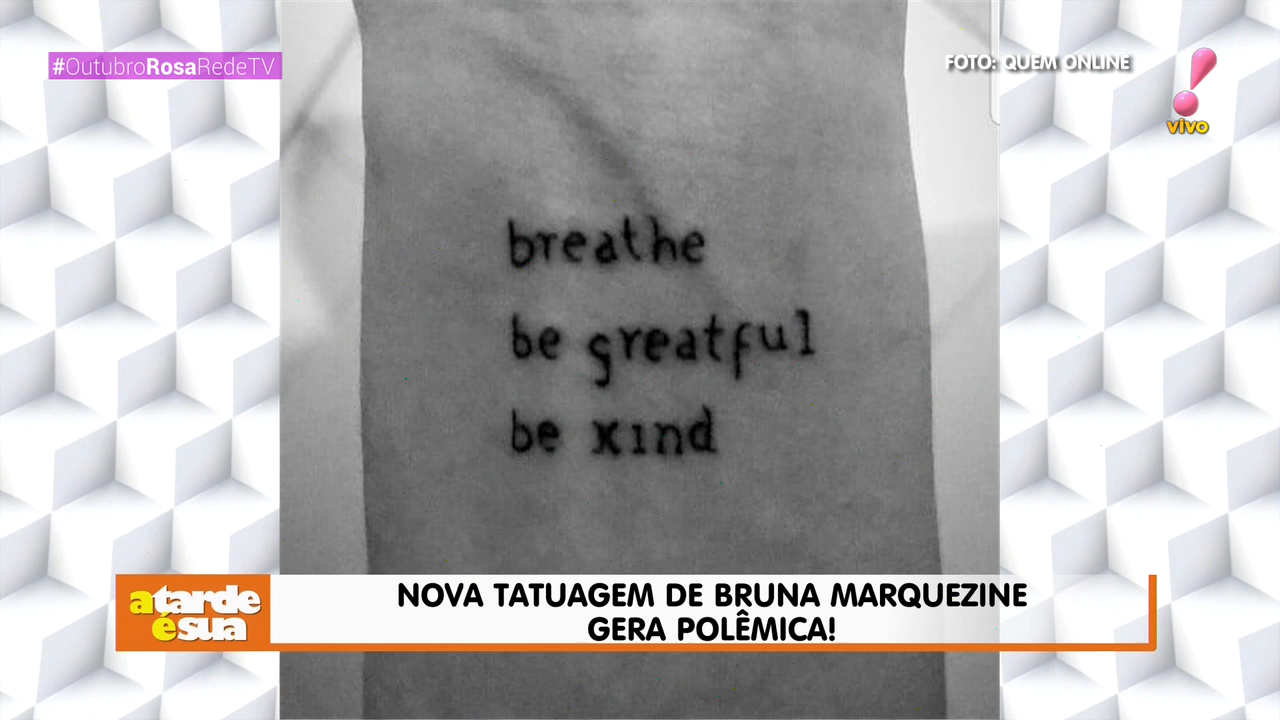 #OutubroRosaRedeTV
FOTO: QUEM ONLINE
vivo
breathe
be greatful
be kind
a tarde
é sua
NOVA TATUAGEM DE BRUNA MARQUEZINE
GERA POLÊMICA!